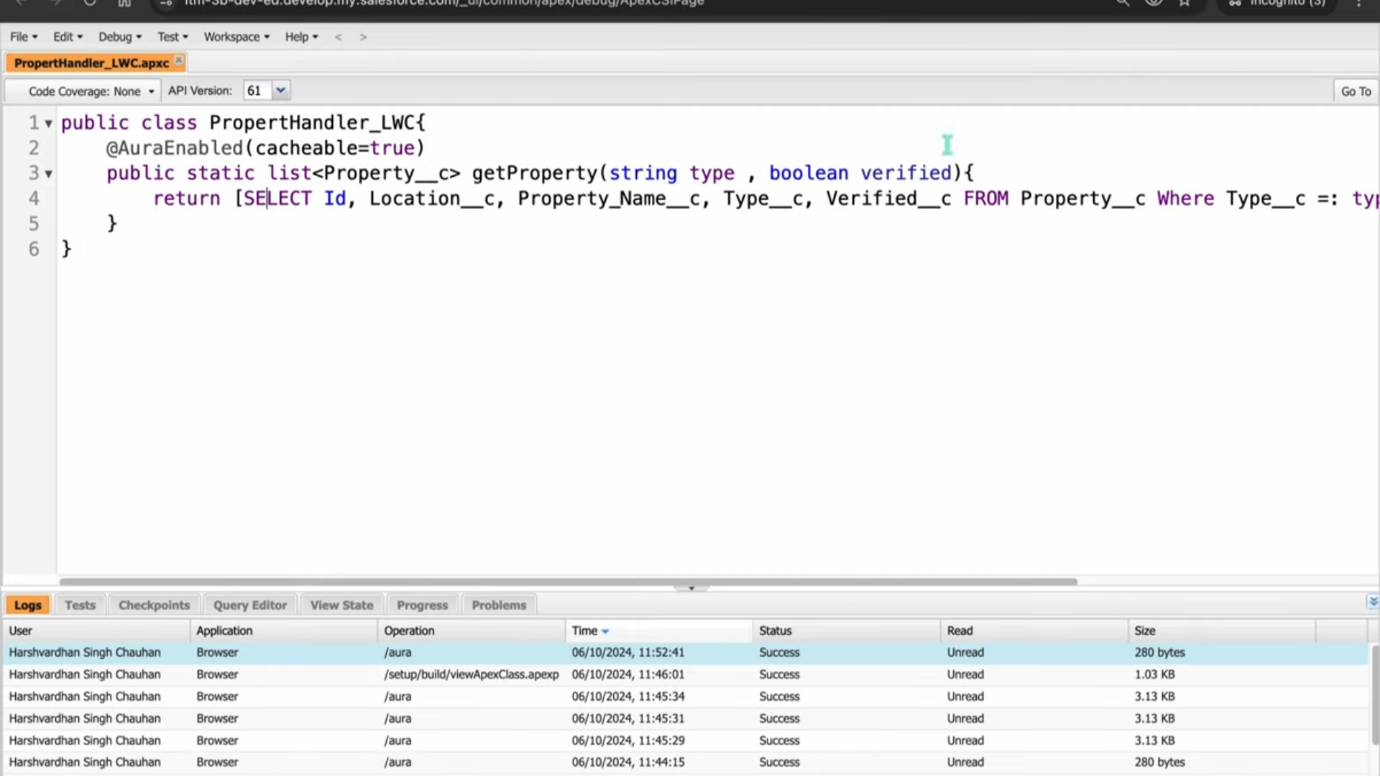 File Edit Debug Test Workspace Help < >
PropertHandler_LWC.apxc
Code Coverage: None API Version: 61 Go To
1 public class PropertHandler_LWC{
2 @AuraEnabled(cacheable=true)
3 public static list<Property__c> getProperty(string type , boolean verified){
4 return [SELECT Id, Location__c, Property_Name__c, Type__c, Verified__c FROM Property__c Where Type__c =: typ
5 }
6 }
Logs Tests Checkpoints Query Editor View State Progress Problems
User Application Operation Time Status Read Size
Harshvardhan Singh Chauhan Browser /aura 06/10/2024, 11:52:41 Success Unread 280 bytes
Harshvardhan Singh Chauhan Browser /setup/build/viewApexClass.apexp 06/10/2024, 11:46:01 Success Unread 1.03 KB
Harshvardhan Singh Chauhan Browser /aura 06/10/2024, 11:45:34 Success Unread 3.13 KB
Harshvardhan Singh Chauhan Browser /aura 06/10/2024, 11:45:31 Success Unread 3.13 KB
Harshvardhan Singh Chauhan Browser /aura 06/10/2024, 11:45:29 Success Unread 3.13 KB
Harshvardhan Singh Chauhan Browser /aura 06/10/2024, 11:44:15 Success Unread 280 bytes